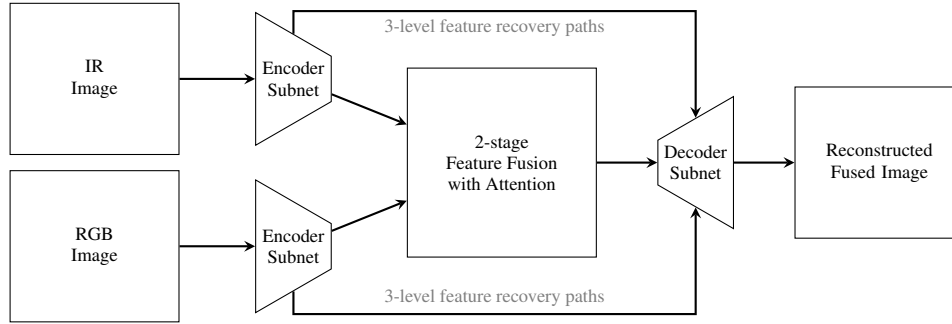 3-level feature recovery paths
IR
Image
Encoder
Subnet
2-stage
Feature Fusion
with Attention
Decoder
Subnet
Reconstructed
Fused Image
RGB
Image
Encoder
Subnet
3-level feature recovery paths